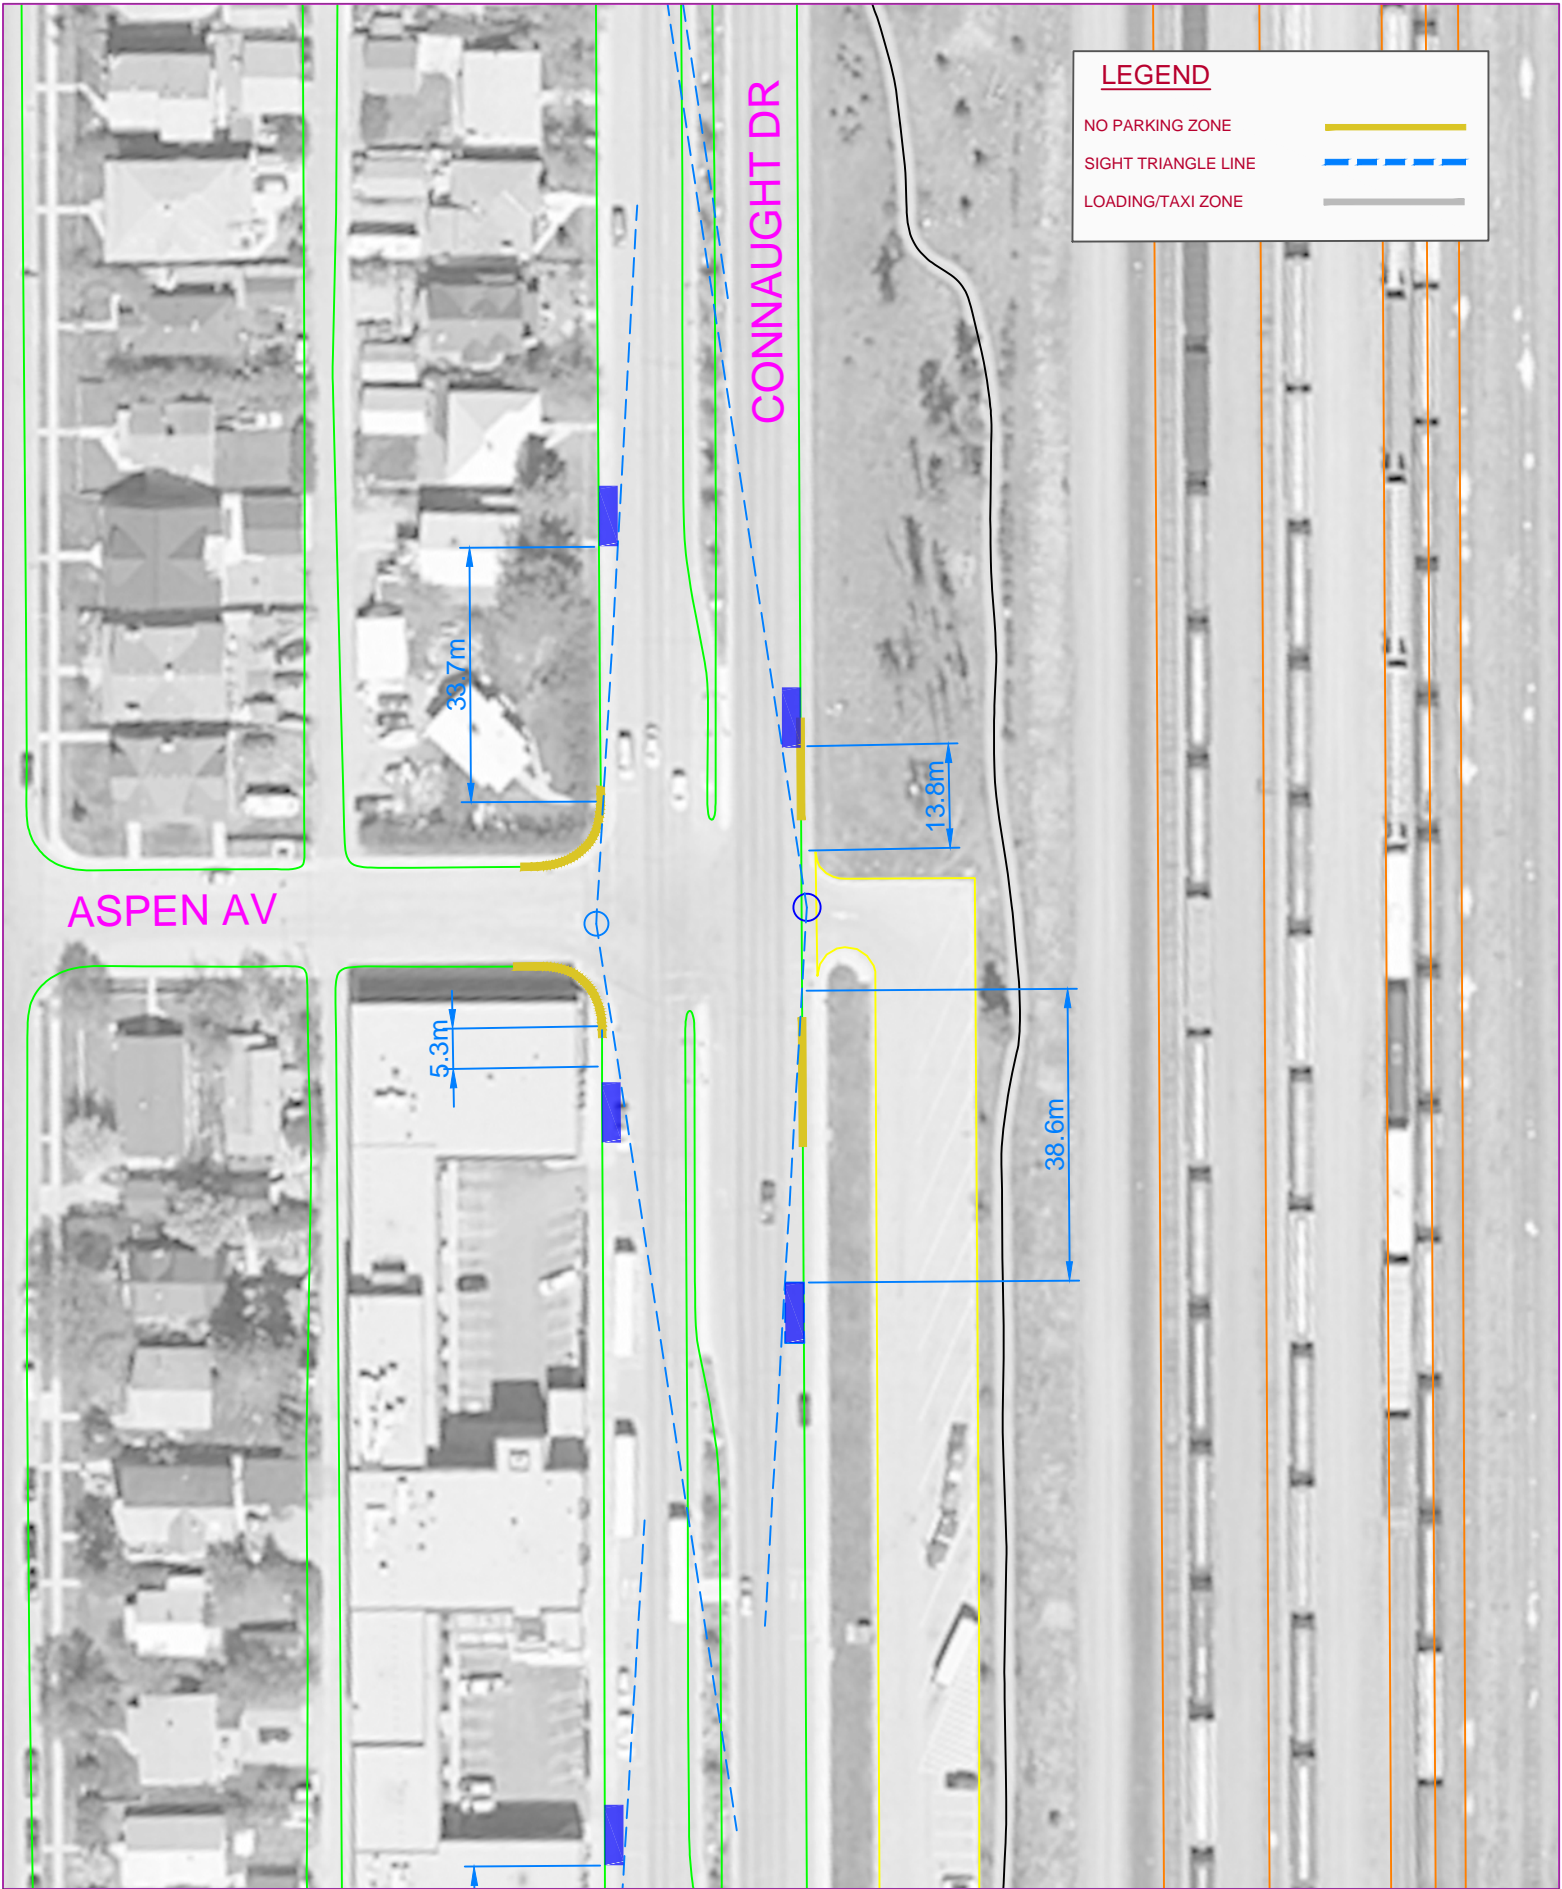 LEGEND
NO PARKING ZONE
SIGHT TRIANGLE LINE
LOADING/TAXI ZONE
CONNAUGHT DR
33.7m
13.8m
ASPEN AV
5.3m
38.6m